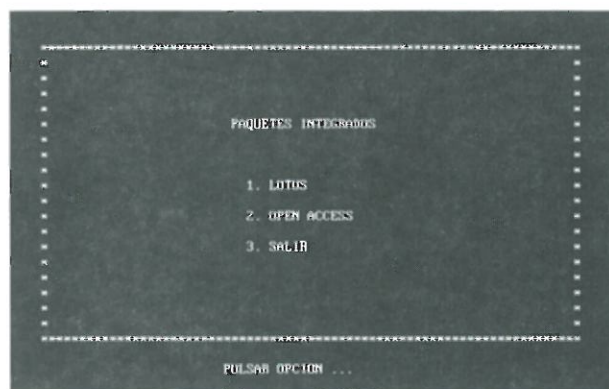 PAQUETES INTEGRADOS
1. LOTUS
2. OPEN ACCESS
3. SALIR
PULSAR OPCION ...